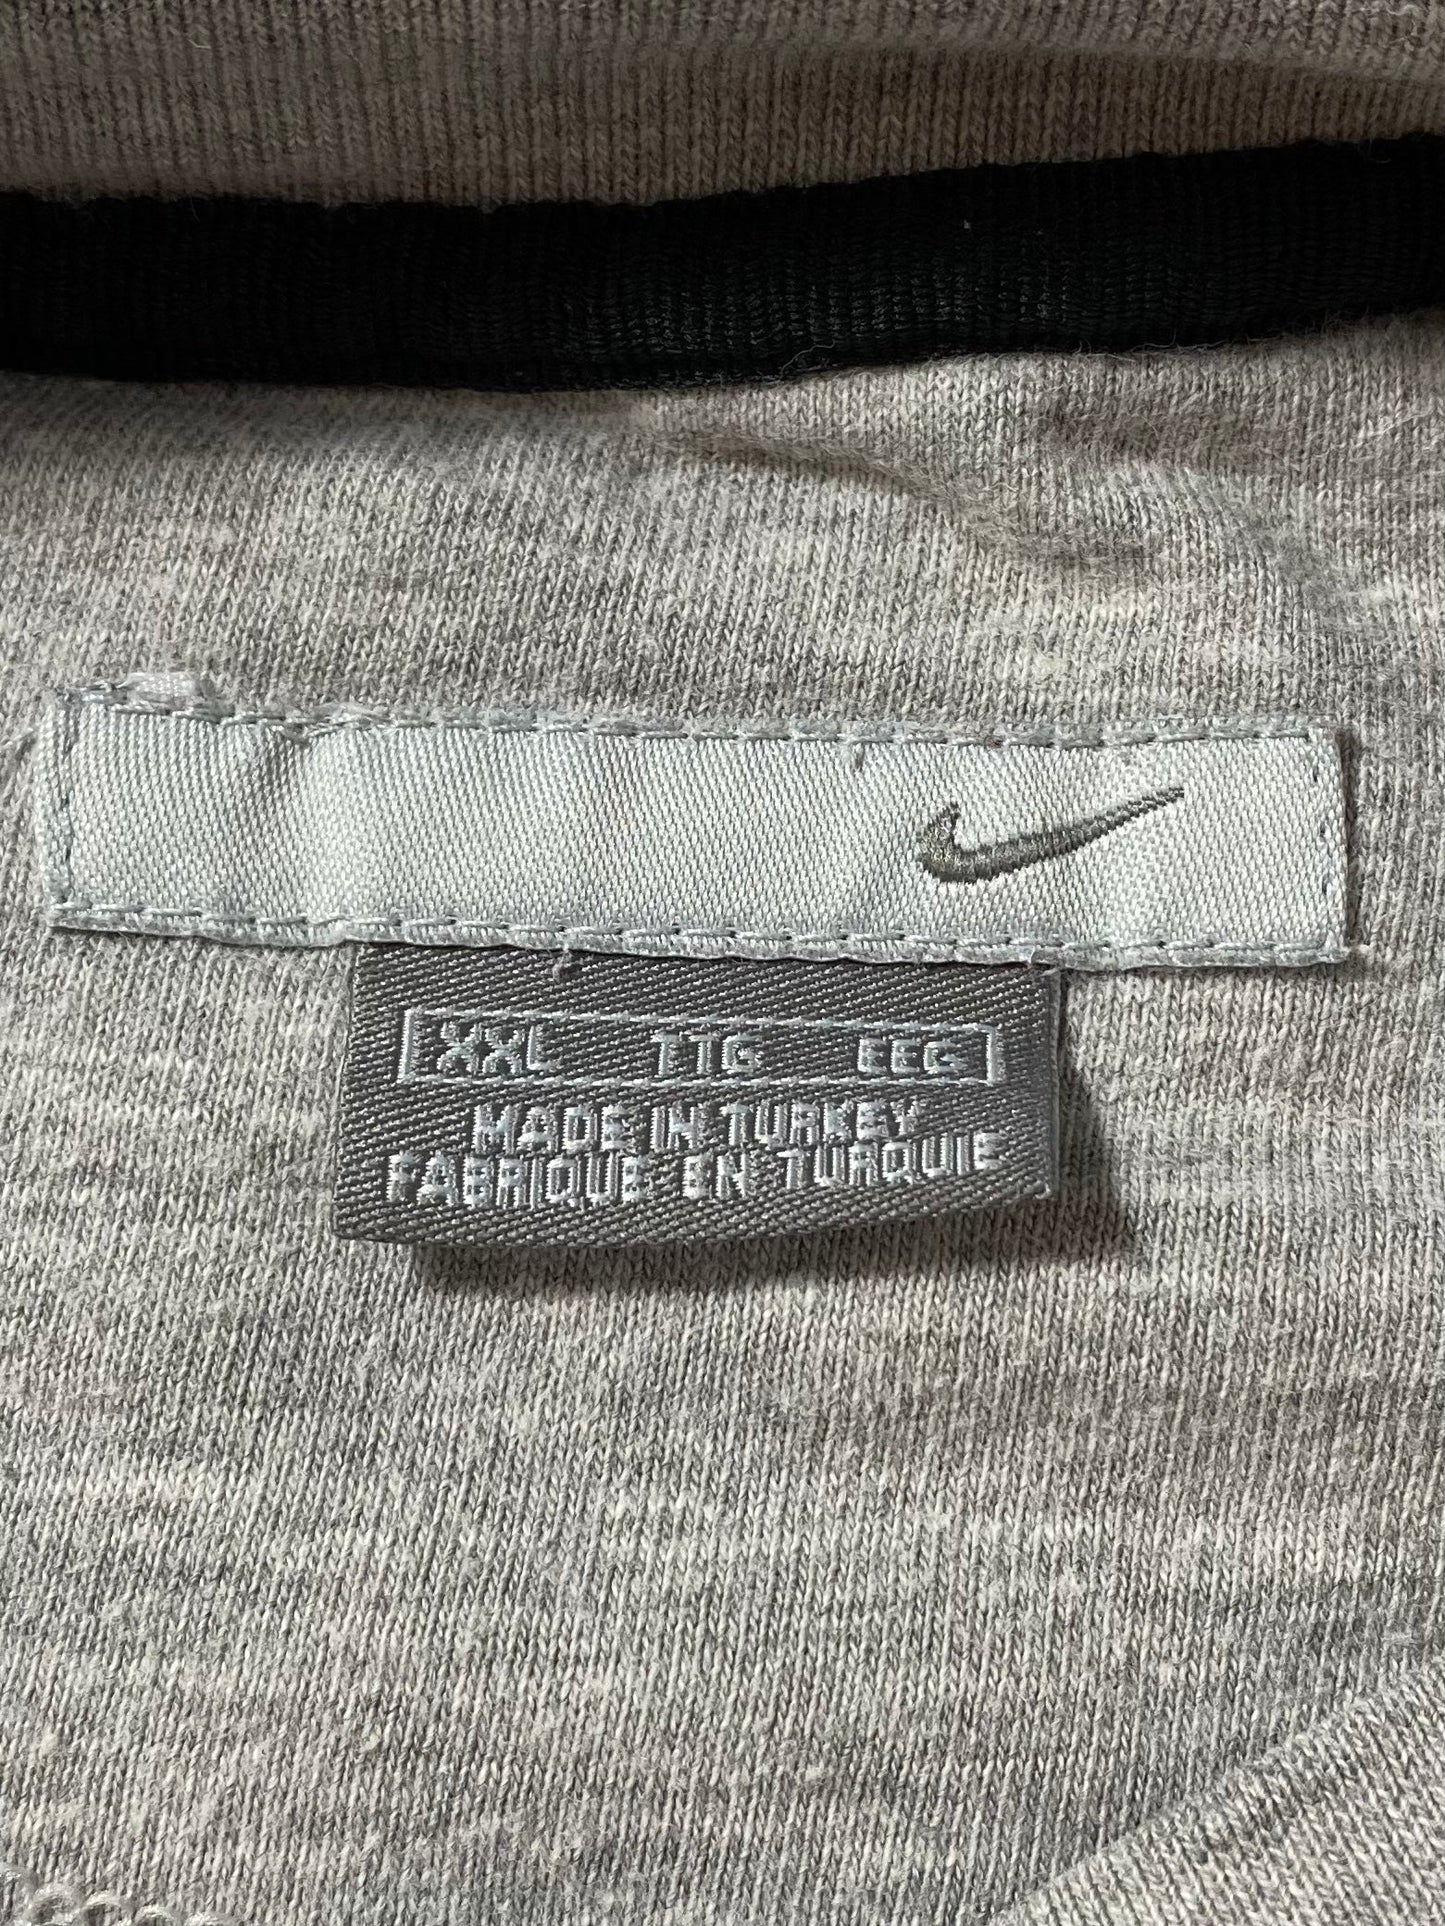 XXL TTG EEG
MADE IN TURKEY
FABRIQUE EN TURQUIE